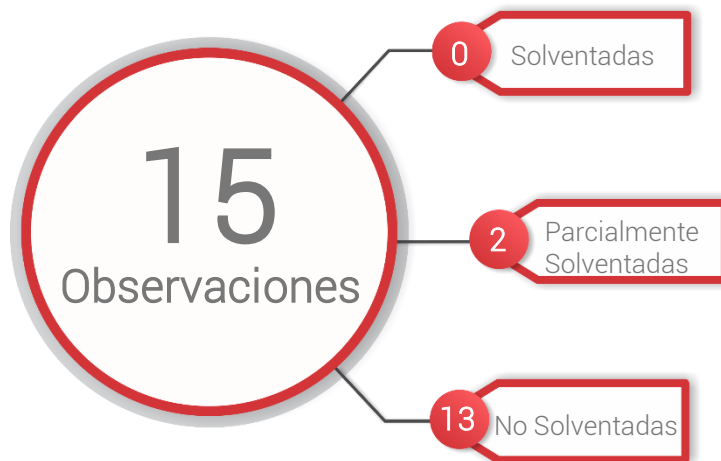 15
Observaciones
0
Solventadas
2
Parcialmente
Solventadas
13
No Solventadas